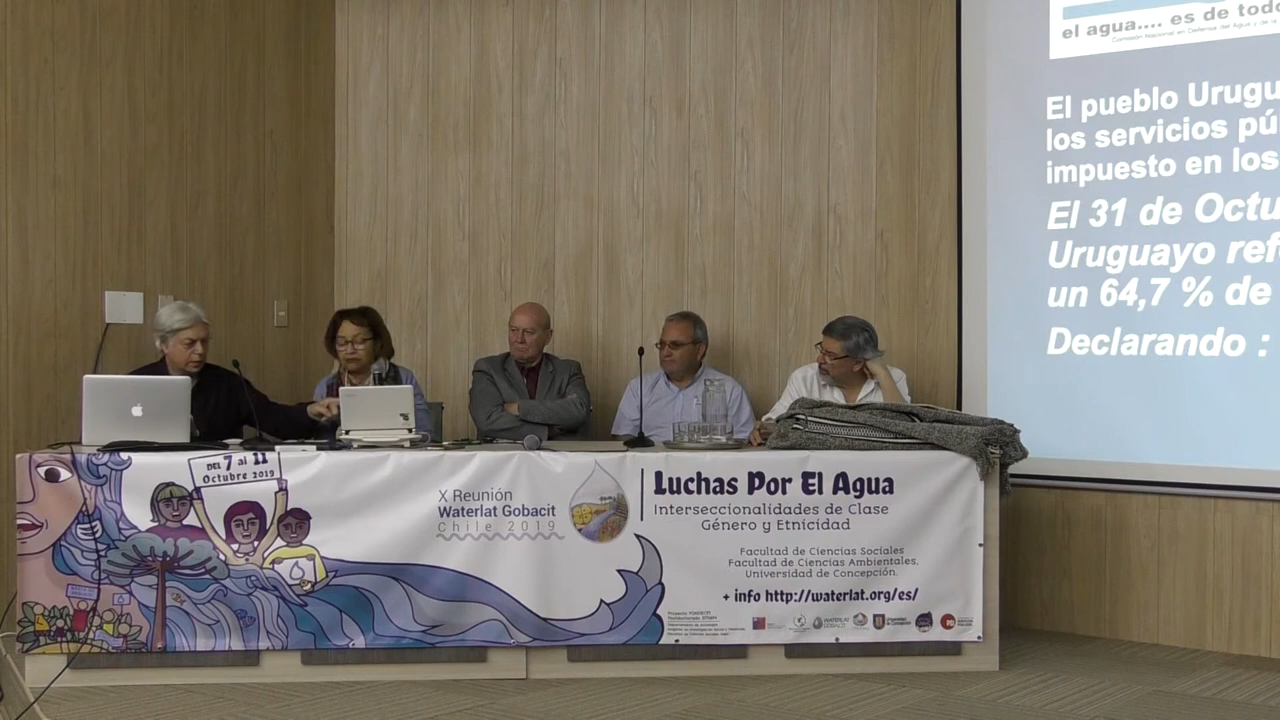 el agua.... es de todo
El pueblo Urugu
los servicios pú
impuesto en los
El 31 de Octu
Uruguayo ref
un 64,7 % de
Declarando :
DEL 7 al 11
Octubre 2019
X Reunión
Waterlat Gobacit
Chile 2019
Luchas Por El Agua
Interseccionalidades de Clase
Género y Etnicidad
Facultad de Ciencias Sociales
Facultad de Ciencias Ambientales,
Universidad de Concepción.
+ info http://waterlat.org/es/
WATERLAT
GOBACIT